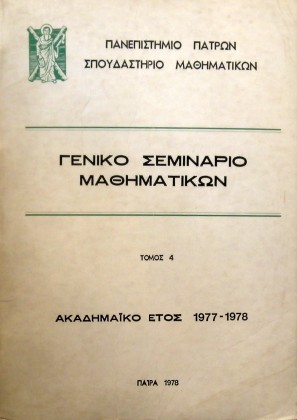 ΠΑΝΕΠΙΣΤΗΜΙΟ ΠΑΤΡΩΝ
ΣΠΟΥΔΑΣΤΗΡΙΟ ΜΑΘΗΜΑΤΙΚΩΝ
ΓΕΝΙΚΟ ΣΕΜΙΝΑΡΙΟ
ΜΑΘΗΜΑΤΙΚΩΝ
ΤΟΜΟΣ 4
ΑΚΑΔΗΜΑΪΚΟ ΕΤΟΣ 1977-1978
ΠΑΤΡΑ 1978